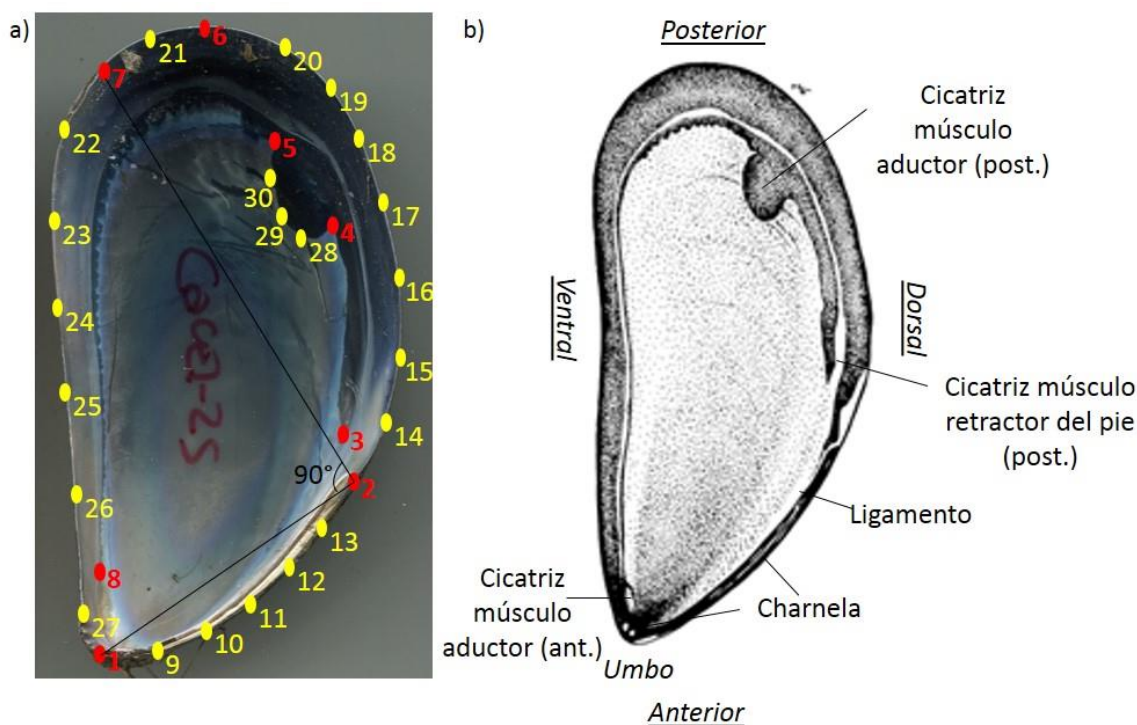 a)
21
6
20
7
19
22
18
5
30
17
23
29
4
28
16
24
15
25
14
3
90°
2
26
13
8
12
27
11
10
1
9
b)
Posterior
Cicatriz
músculo
aductor (post.)
Ventral
Dorsal
Cicatriz músculo
retractor del pie
(post.)
Ligamento
Cicatriz
músculo
aductor (ant.)
Charnela
Umbo
Anterior